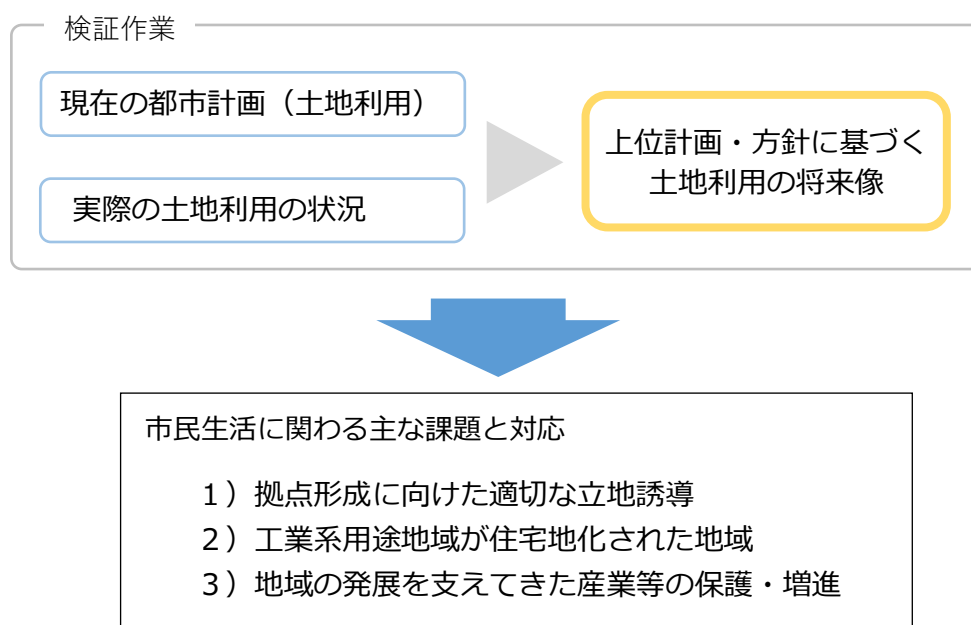 検証作業
現在の都市計画（土地利用）
実際の土地利用の状況
上位計画・方針に基づく
土地利用の将来像
市民生活に関わる主な課題と対応
１）拠点形成に向けた適切な立地誘導
２）工業系用途地域が住宅地化された地域
３）地域の発展を支えてきた産業等の保護・増進